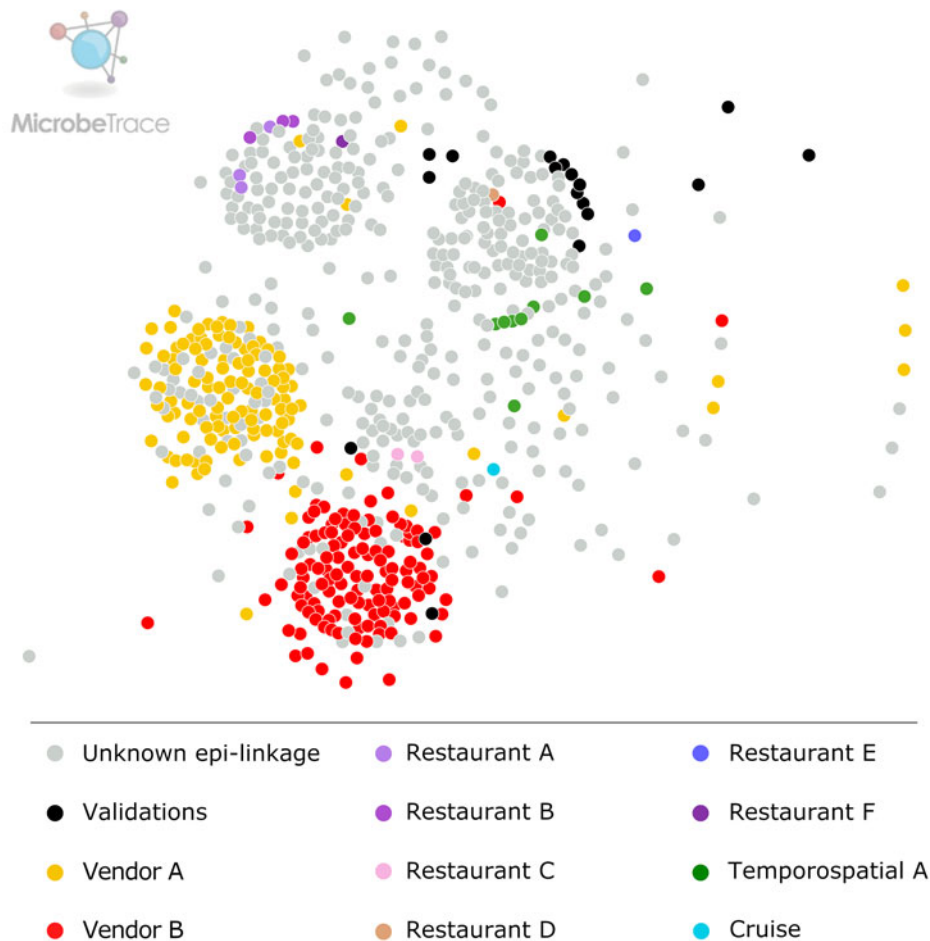 MicrobeTrace
Unknown epi-linkage
Restaurant A
Restaurant E
Validations
Restaurant B
Restaurant F
Vendor A
Restaurant C
Temporospatial A
Vendor B
Restaurant D
Cruise